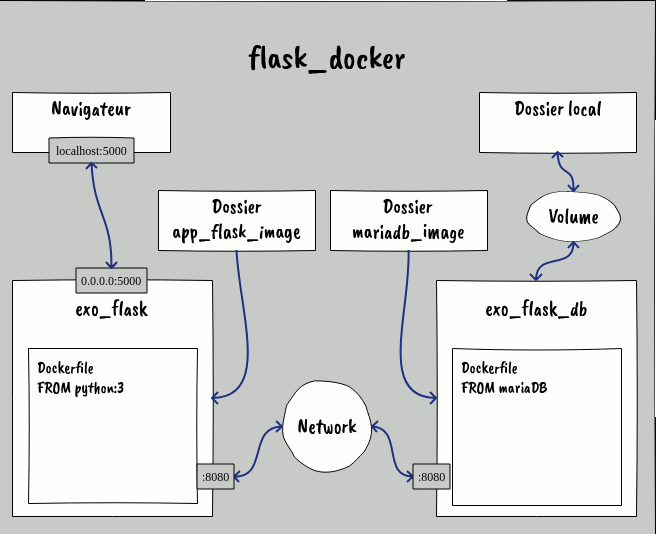 flask_docker
Navigateur
localhost:5000
Dossier local
Dossier
app_flask_image
Dossier
mariadb_image
Volume
0.0.0.0:5000
exo_flask
Dockerfile
FROM python:3
:8080
Network
exo_flask_db
Dockerfile
FROM mariaDB
:8080